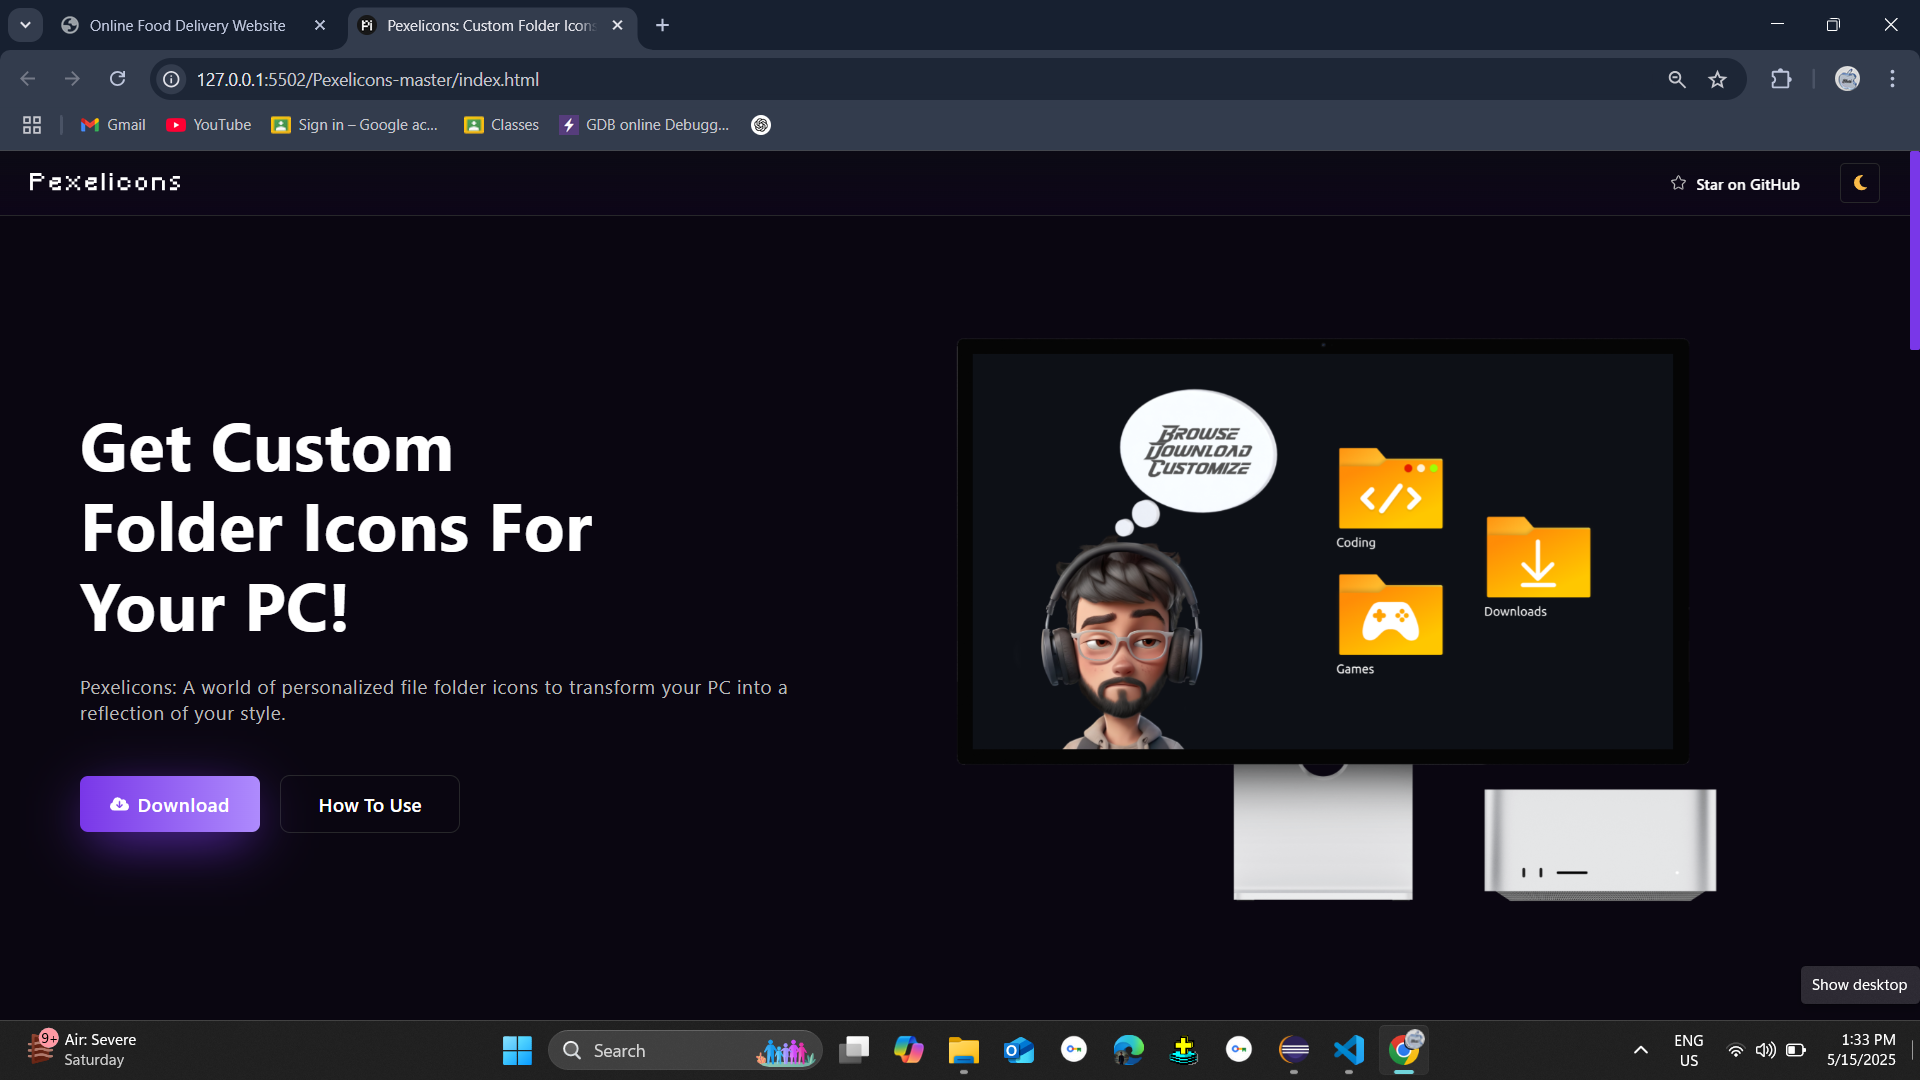 Online Food Delivery Website
Pexelicons: Custom Folder Icons
127.0.0.1:5502/Pexelicons-master/index.html
Gmail
YouTube
Sign in – Google ac...
Classes
GDB online Debugg...
Pexelicons
Star on GitHub
Get Custom
Folder Icons For
Your PC!
Pexelicons: A world of personalized file folder icons to transform your PC into a
reflection of your style.
Download
How To Use
BROWSE
DOWNLOAD
CUSTOMIZE
Coding
Downloads
Games
Show desktop
9+
Air: Severe
Saturday
Search
ENG
US
1:33 PM
5/15/2025